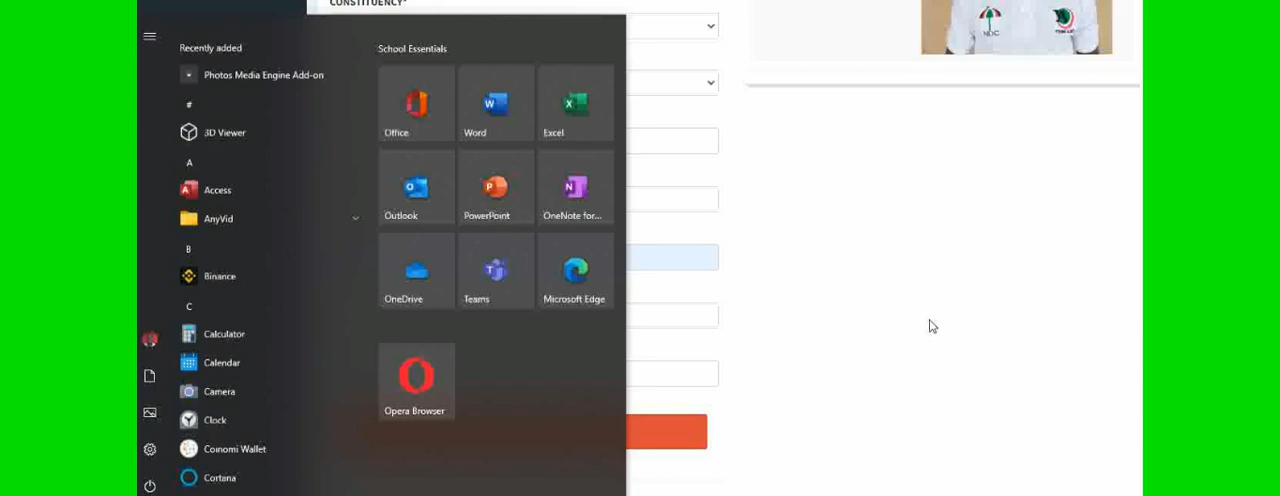 CONSTITUENCY*
Recently added
Photos Media Engine Add-on
#
3D Viewer
A
Access
AnyVid
B
Binance
C
Calculator
Calendar
Camera
Clock
Coinomi Wallet
Cortana
School Essentials
Office
Word
Excel
Outlook
PowerPoint
OneNote for...
OneDrive
Teams
Microsoft Edge
Opera Browser
NDC